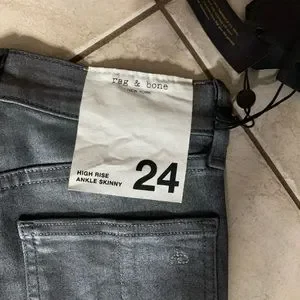 rag & bone
NEW YORK
HIGH RISE
ANKLE SKINNY
24